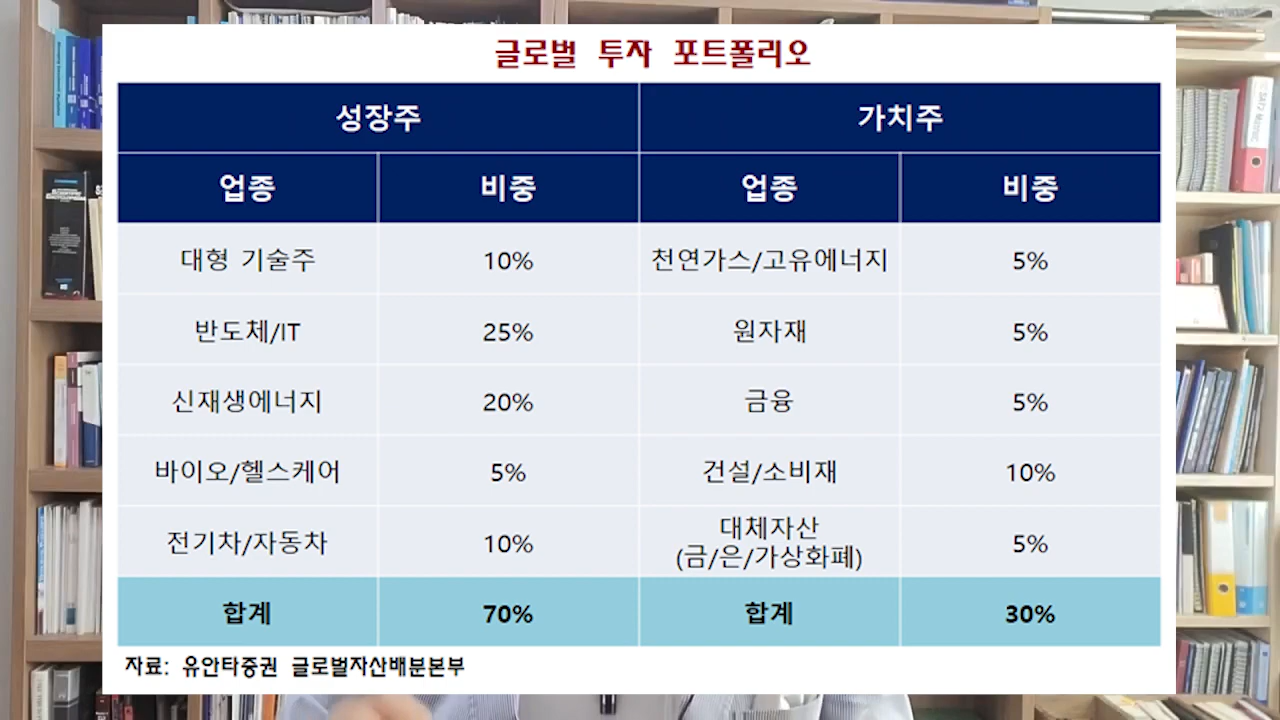 글로벌 투자 포트폴리오
성장주 가치주
업종 비중 업종 비중
대형 기술주 10% 천연가스/고유에너지 5%
반도체/IT 25% 원자재 5%
신재생에너지 20% 금융 5%
바이오/헬스케어 5% 건설/소비재 10%
전기차/자동차 10% 대체자산
(금/은/가상화폐) 5%
합계 70% 합계 30%
자료: 유안타증권 글로벌자산배분본부